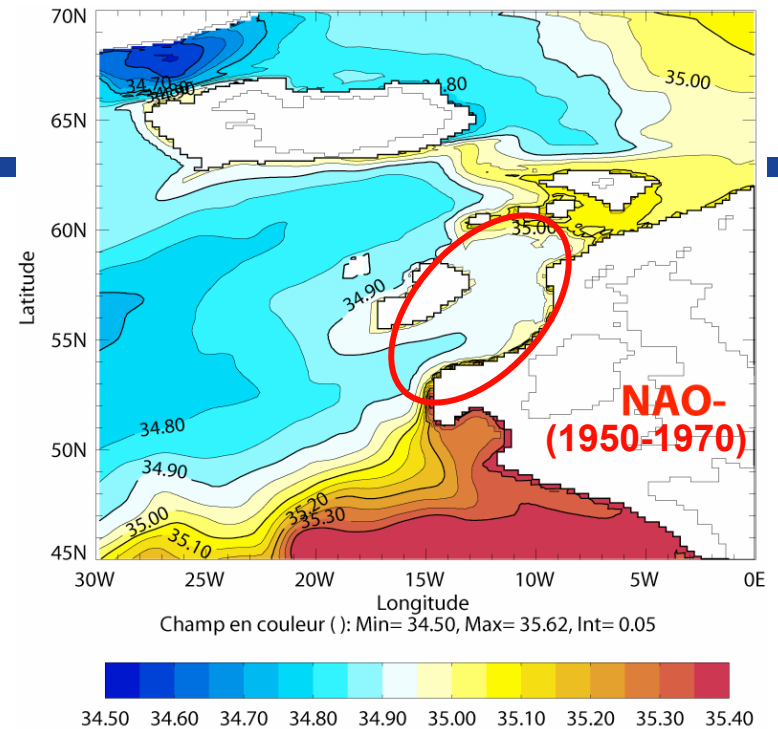 70N
65N
60N
55N
50N
45N
Latitude
34.70
34.80
35.00
35.00
34.90
34.80
34.90
35.00
35.10
35.20
35.30
NAO-
(1950-1970)
30W 25W 20W 15W 10W 5W 0E
Longitude
Champ en couleur ( ): Min= 34.50, Max= 35.62, Int= 0.05
34.50 34.60 34.70 34.80 34.90 35.00 35.10 35.20 35.30 35.40